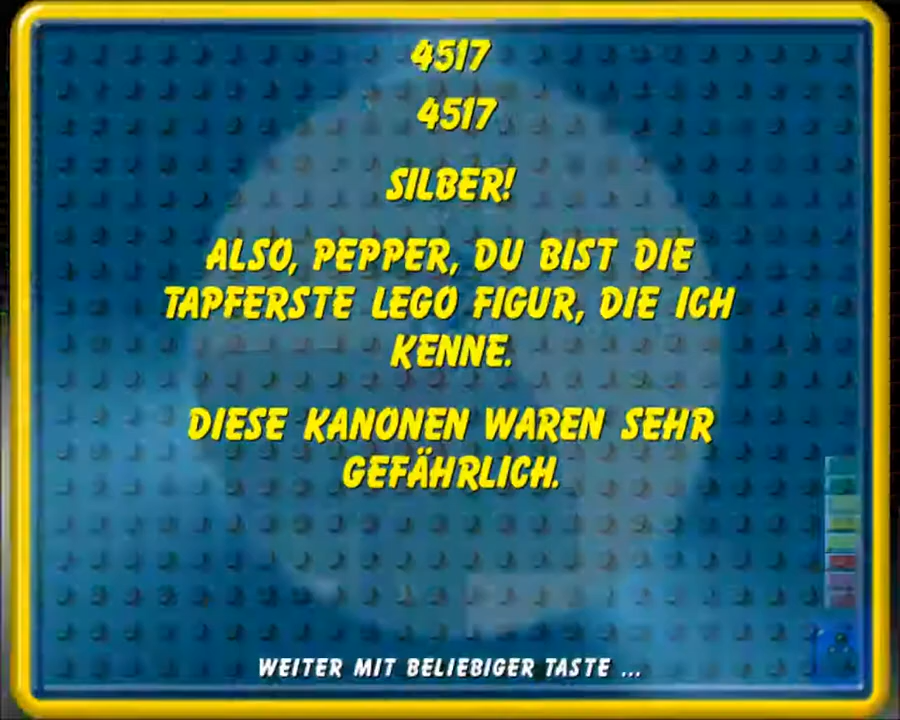 4517
4517
SILBER!
ALSO, PEPPER, DU BIST DIE
TAPFERSTE LEGO FIGUR, DIE ICH
KENNE.
DIESE KANONEN WAREN SEHR
GEFÄHRLICH.
WEITER MIT BELIEBIGER TASTE ...